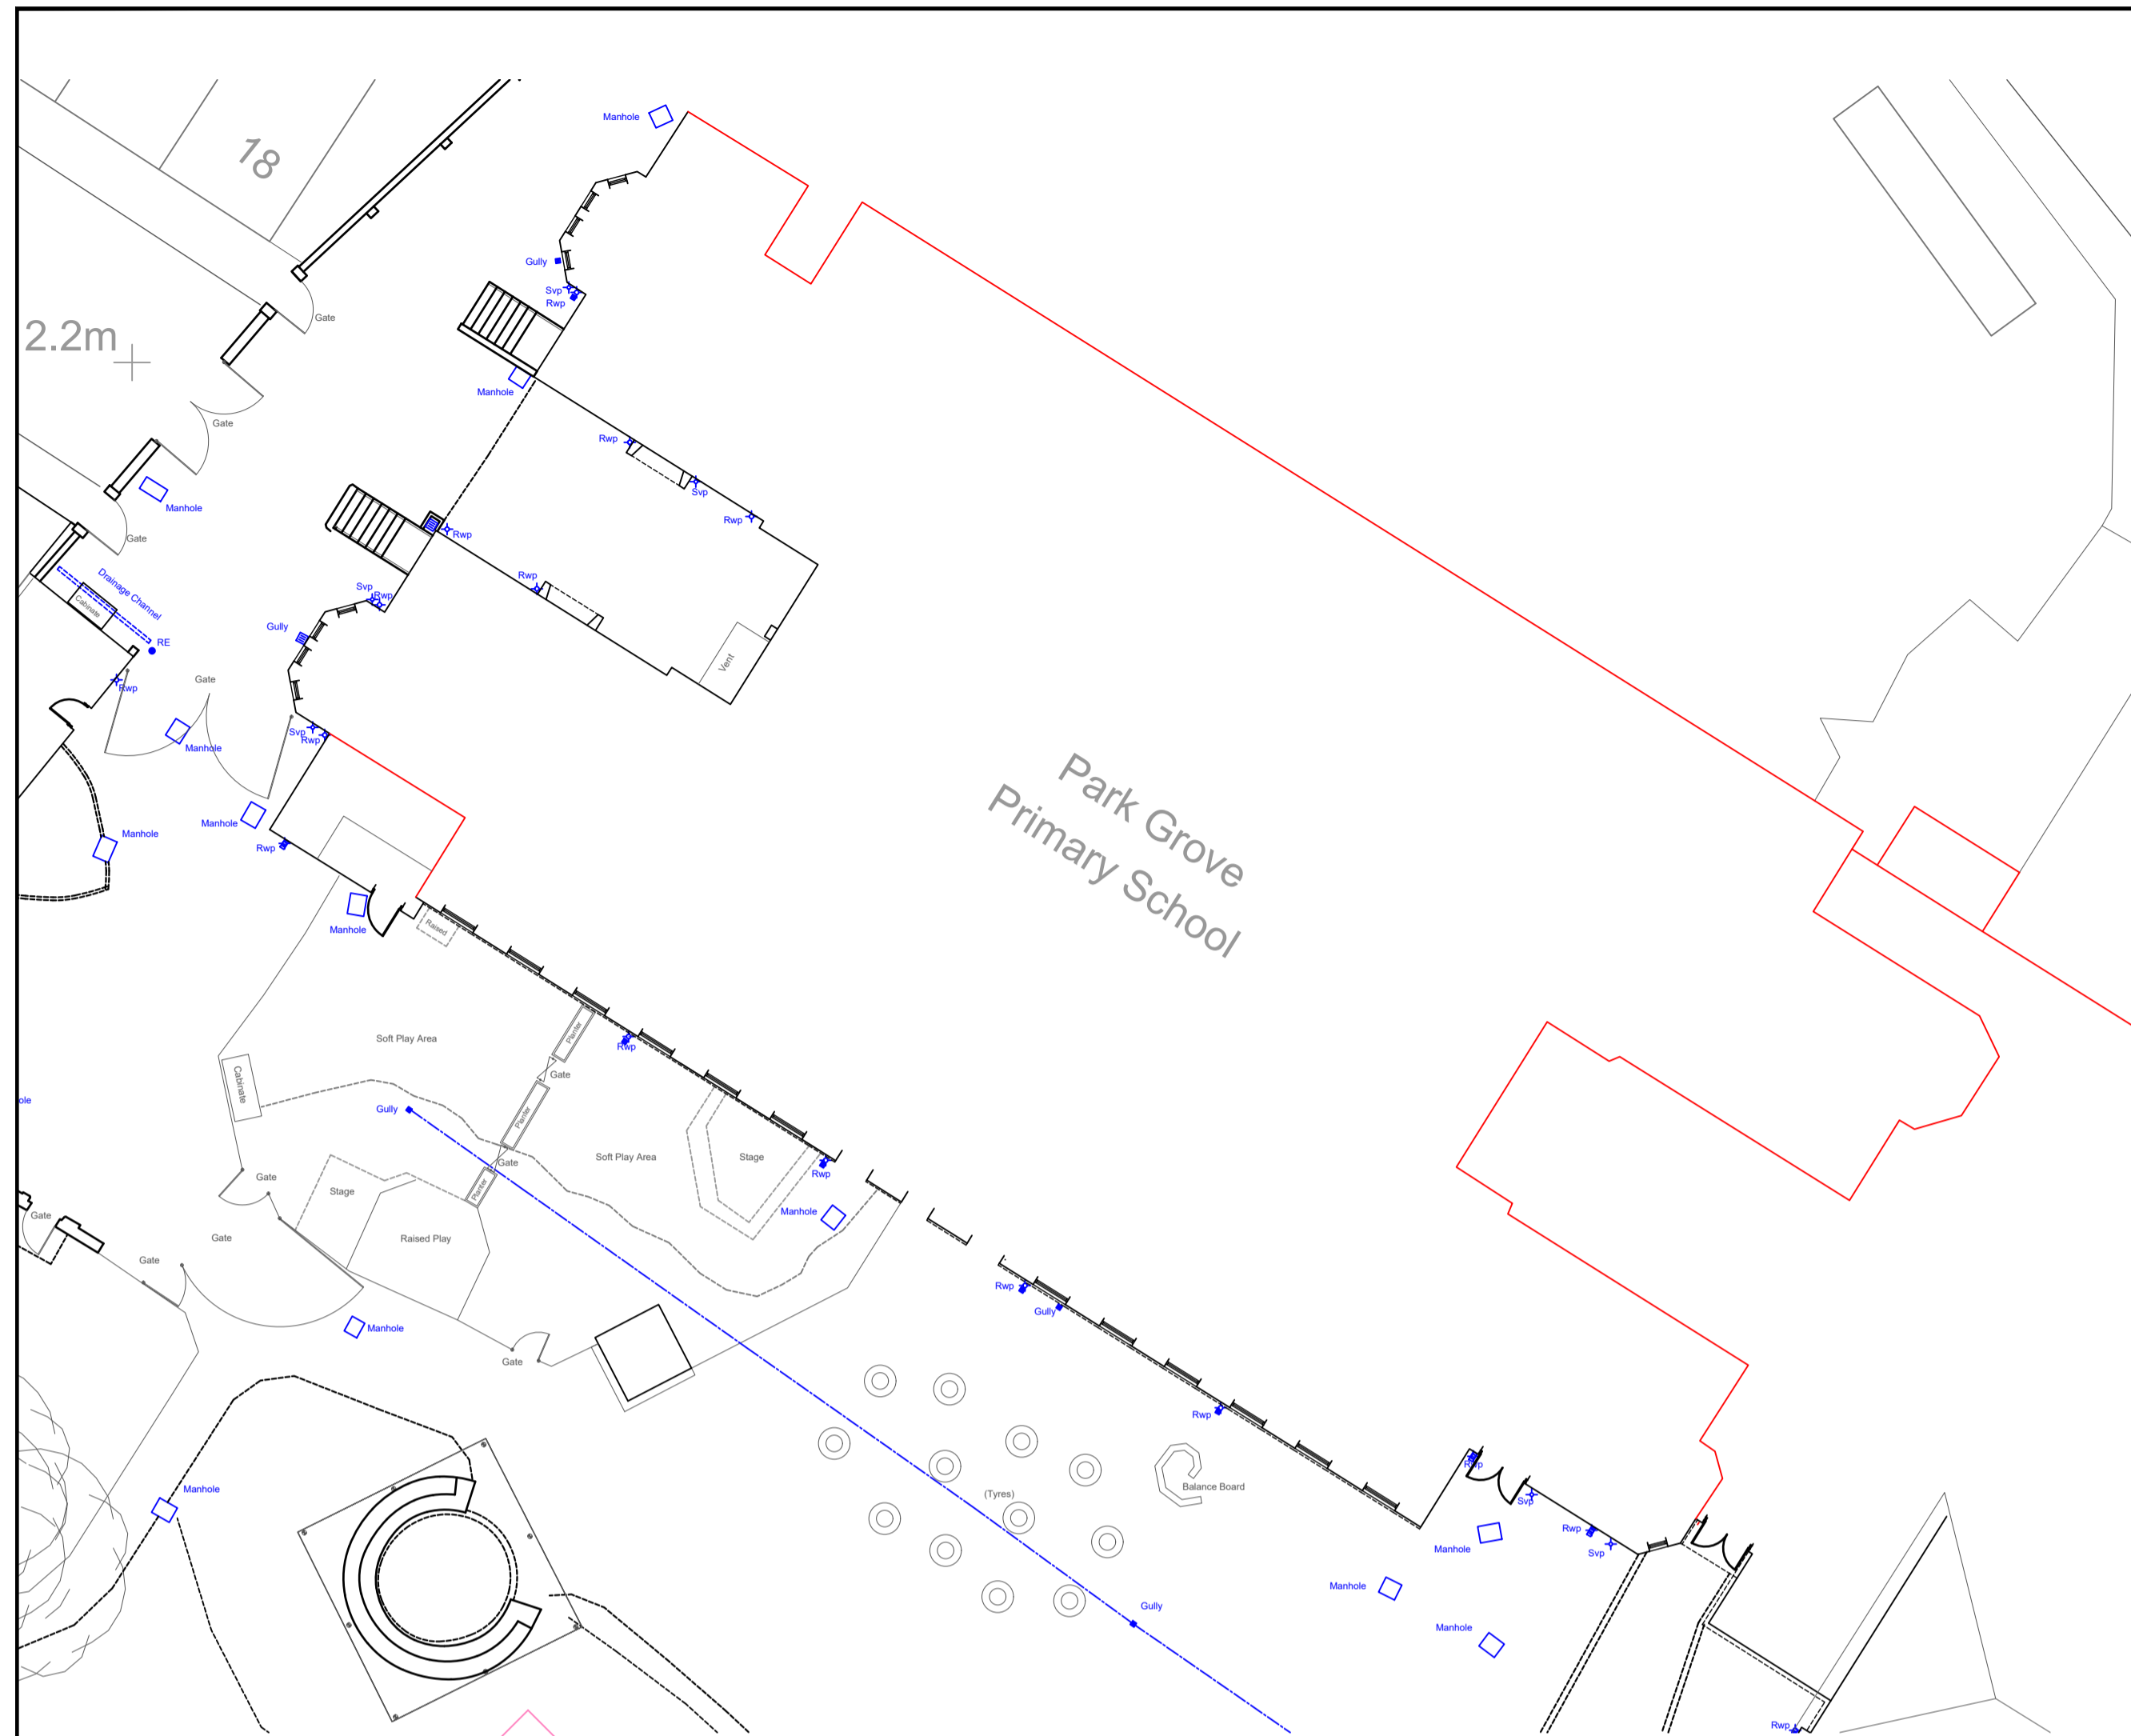 Manhole
18
Gully
Svp
Rwp
Gate
2.2m
Manhole
Gate
Rwp
Svp
Manhole
Rwp
Rwp
Gate
Drainage Channel
Rwp
Svp
Rwp
Cabinate
Gully
RE
Vent
Gate
Rwp
Svp
Rwp
Manhole
Park Grove
Primary School
Manhole
Manhole
Rwp
Manhole
Raised
Soft Play Area
Planter
Rwp
Gate
Cabinate
ole
Gully
Planter
Soft Play Area
Stage
Gate
Rwp
Gate
Stage
Planter
Manhole
Gate
Gate
Raised Play
Gate
Rwp
Gully
Manhole
Gate
Rwp
Rwp
Manhole
(Tyres)
Balance Board
Svp
Rwp
Manhole
Svp
Manhole
Gully
Manhole
Rwp